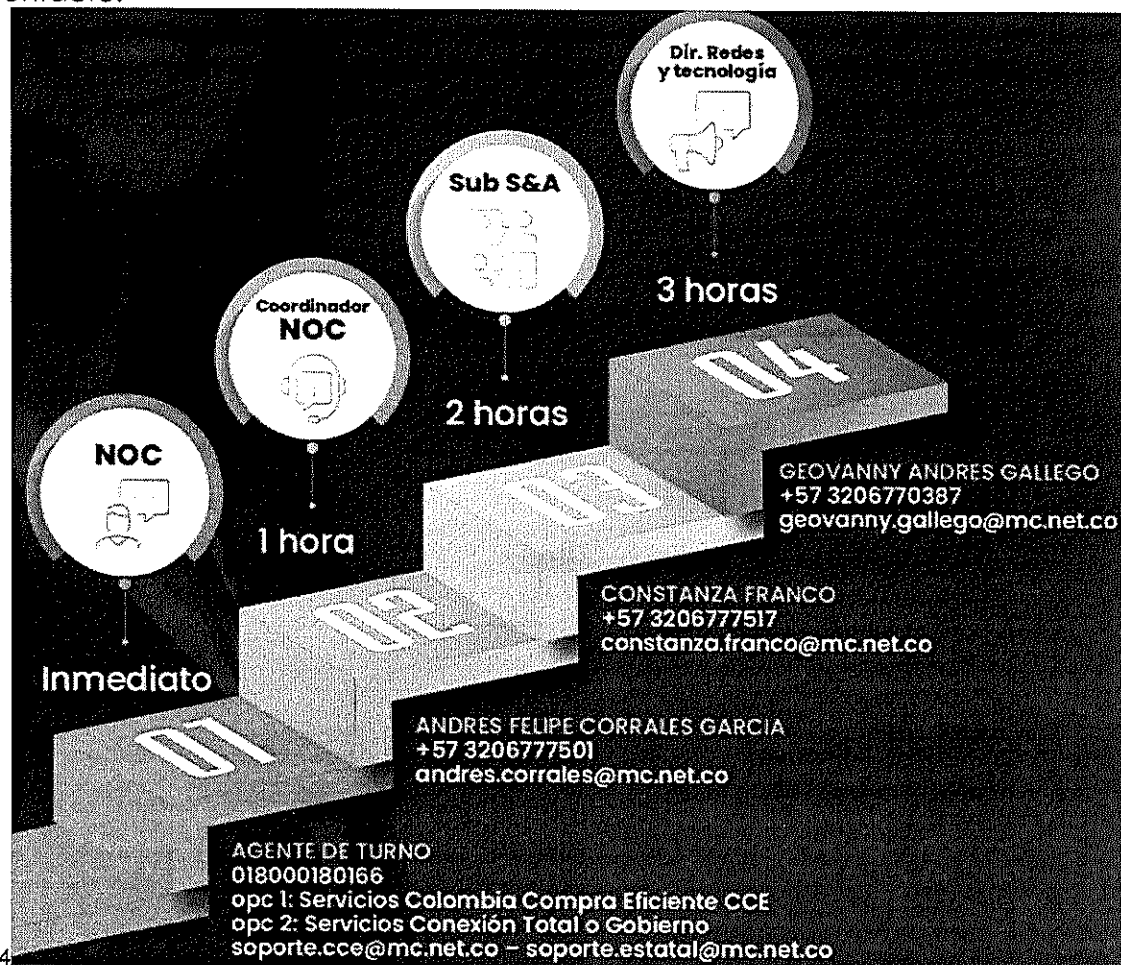 Dir. Redes
y tecnología
3 horas
Sub S&A
2 horas
Coordinador
NOC
1 hora
NOC
Inmediato
04
GEOVANNY ANDRES GALLEGO
+57 3206770387
geovanny.gallego@mc.net.co
03
CONSTANZA FRANCO
+57 3206777517
constanza.franco@mc.net.co
02
ANDRES FELIPE CORRALES GARCIA
+57 3206777501
andres.corrales@mc.net.co
01
AGENTE DE TURNO
018000180166
opc 1: Servicios Colombia Compra Eficiente CCE
opc 2: Servicios Conexión Total o Gobierno
soporte.cce@mc.net.co – soporte.estatal@mc.net.co
4